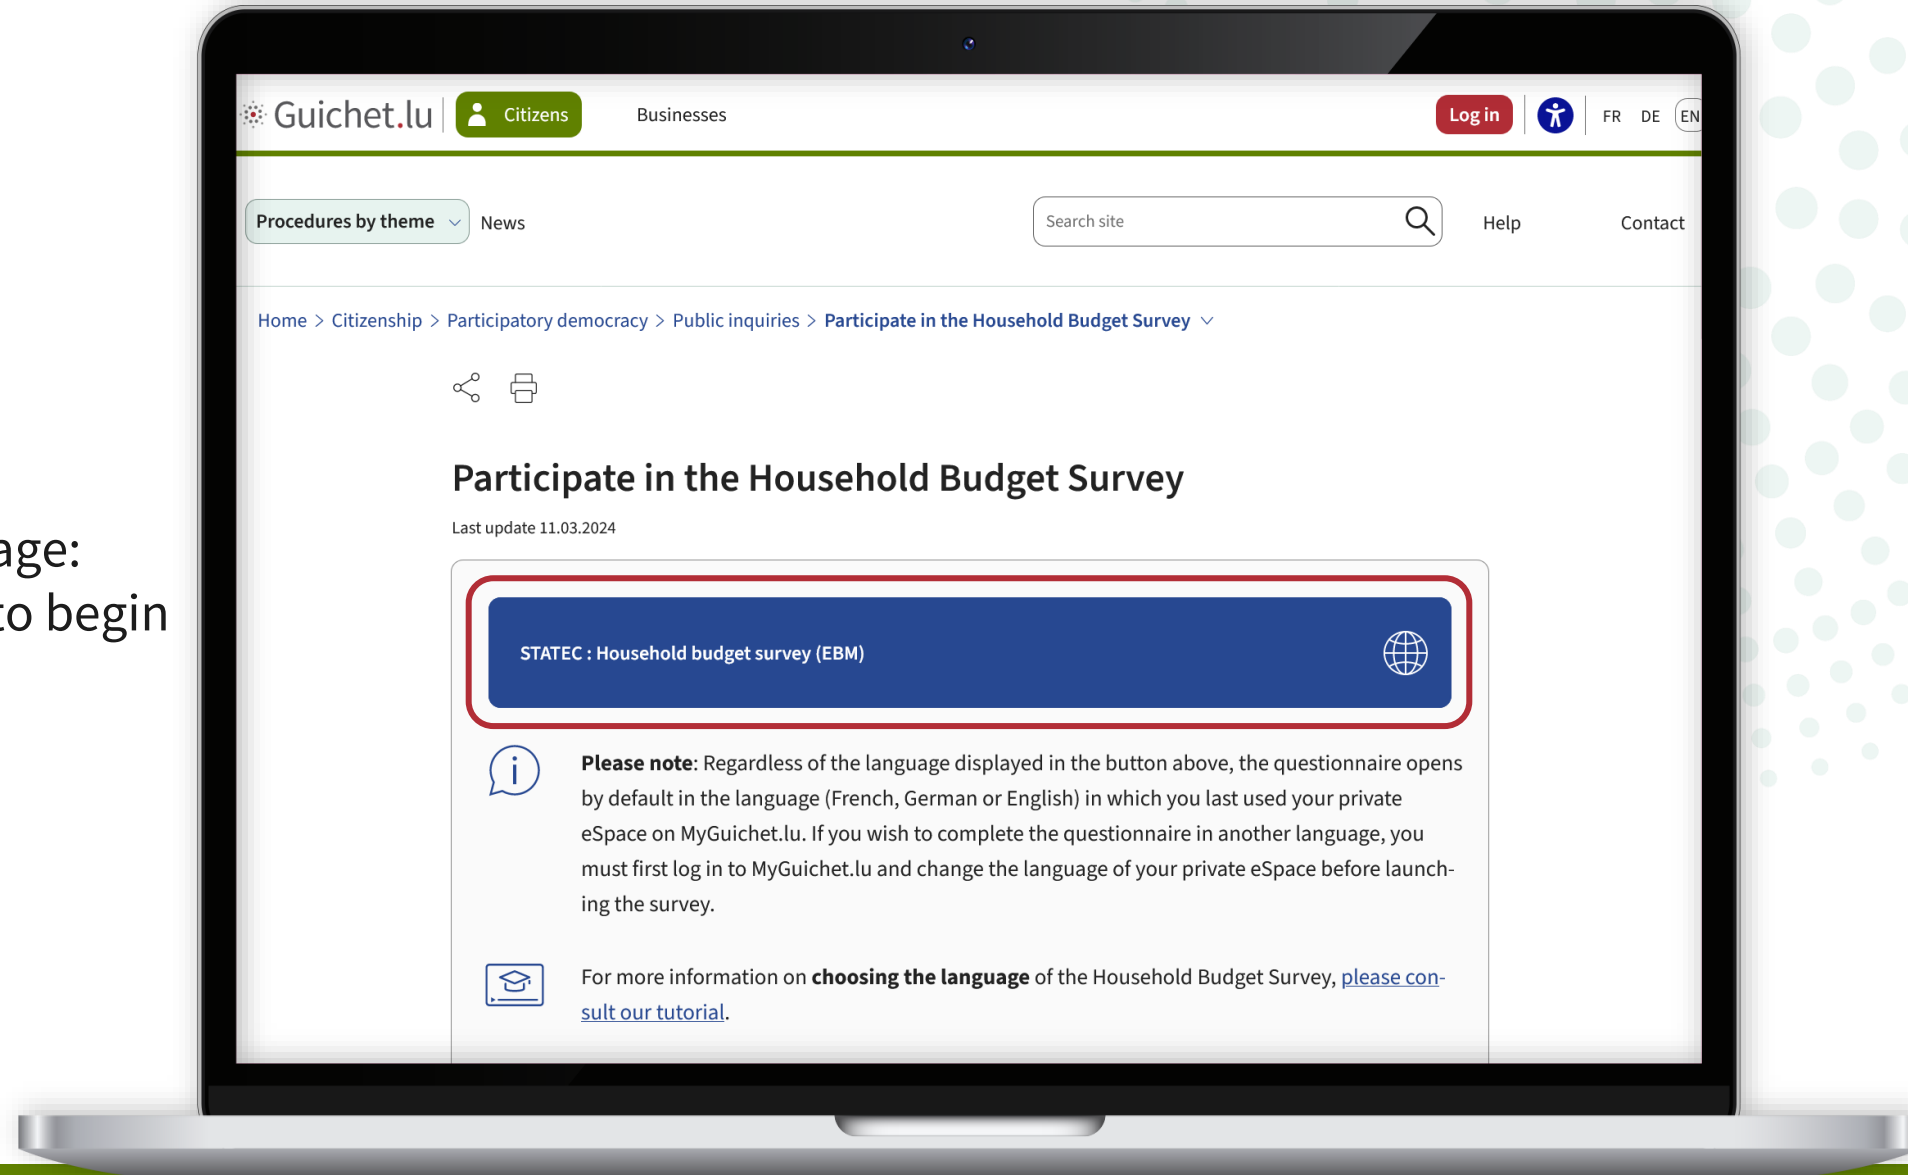 Guichet.lu
Citizens
Businesses
Log in
FR DE EN
Procedures by theme
News
Search site
Help
Contact
Home > Citizenship > Participatory democracy > Public inquiries > Participate in the Household Budget Survey
Participate in the Household Budget Survey
Last update 11.03.2024
age:
to begin
STATEC : Household budget survey (EBM)
Please note: Regardless of the language displayed in the button above, the questionnaire opens
by default in the language (French, German or English) in which you last used your private
eSpace on MyGuichet.lu. If you wish to complete the questionnaire in another language, you
must first log in to MyGuichet.lu and change the language of your private eSpace before launch-
ing the survey.
For more information on choosing the language of the Household Budget Survey, please con-
sult our tutorial.